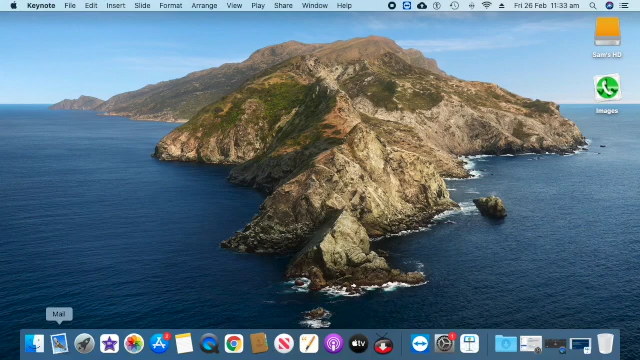 Keynote File Edit Insert Slide Format Arrange View Play Share Window Help Fri 26 Feb 11:33 am
Sam's HD
Images
Mail
tv